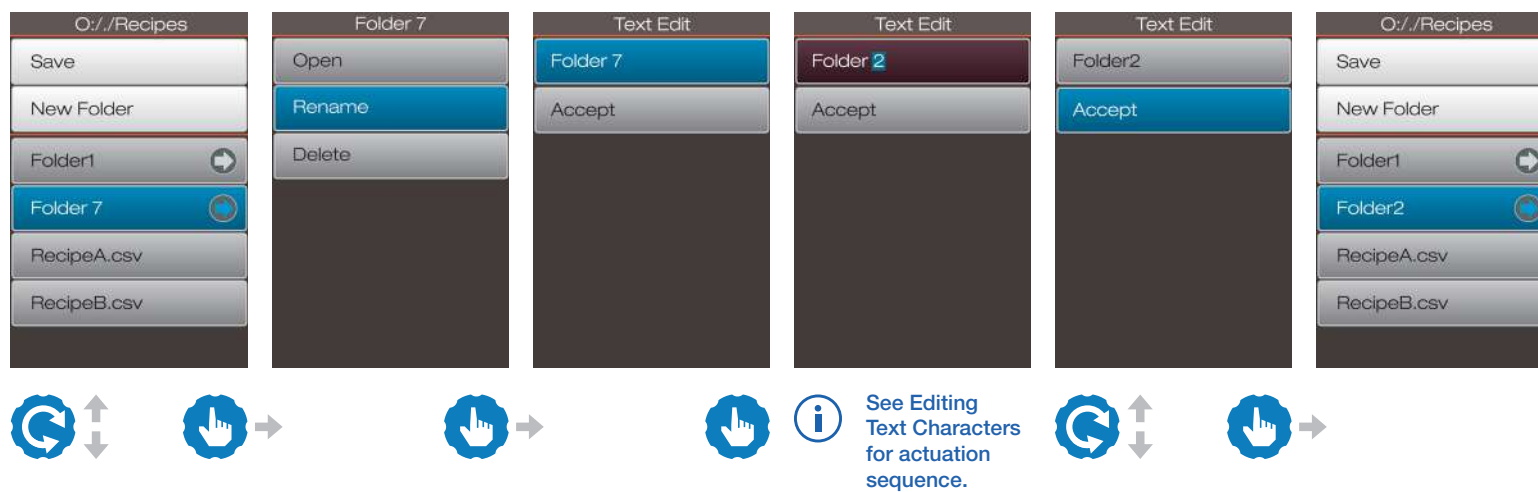 O:/./Recipes
Save
New Folder
Folder1
Folder 7
RecipeA.csv
RecipeB.csv
Folder 7
Open
Rename
Delete
Text Edit
Folder 7
Accept
Text Edit
Folder 2
Accept
Text Edit
Folder2
Accept
O:/./Recipes
Save
New Folder
Folder1
Folder2
RecipeA.csv
RecipeB.csv
i
See Editing
Text Characters
for actuation
sequence.